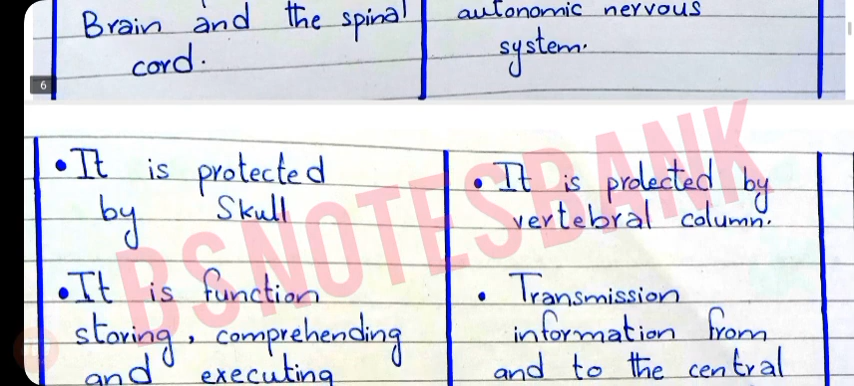 Brain and the spinal
cord.
autonomic nervous
system.
6
• It is protected
by Skull
• It is function
storing, comprehending
and executing
• It is prolected by
vertebral column.
• Transmission
information from
and to the central
BSNOTESBANK